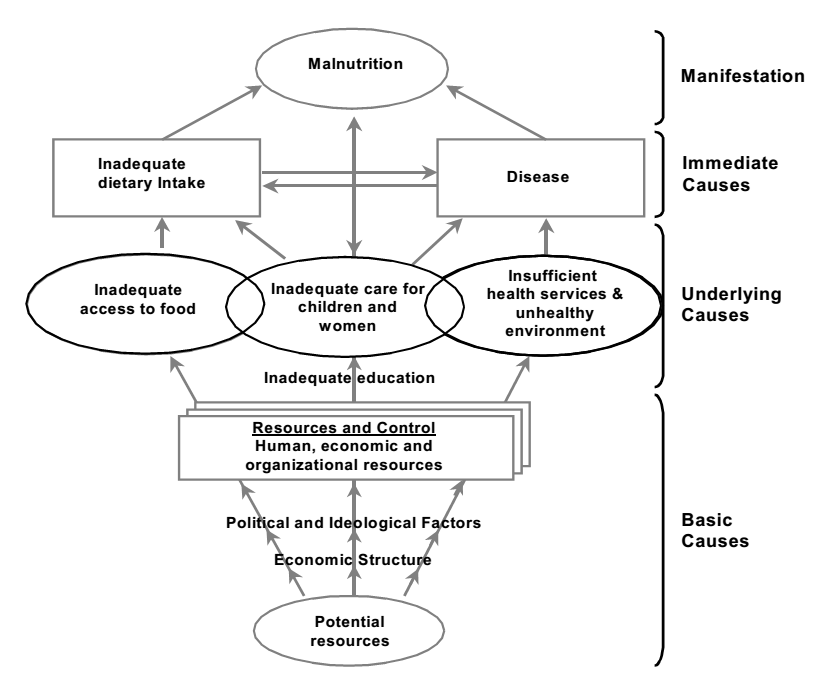 Malnutrition
Manifestation
Inadequate
dietary Intake
Disease
Immediate
Causes
Inadequate
access to food
Inadequate care for
children and
women
Insufficient
health services &
unhealthy
environment
Underlying
Causes
Inadequate education
Resources and Control
Human, economic and
organizational resources
Political and Ideological Factors
Economic Structure
Basic
Causes
Potential
resources